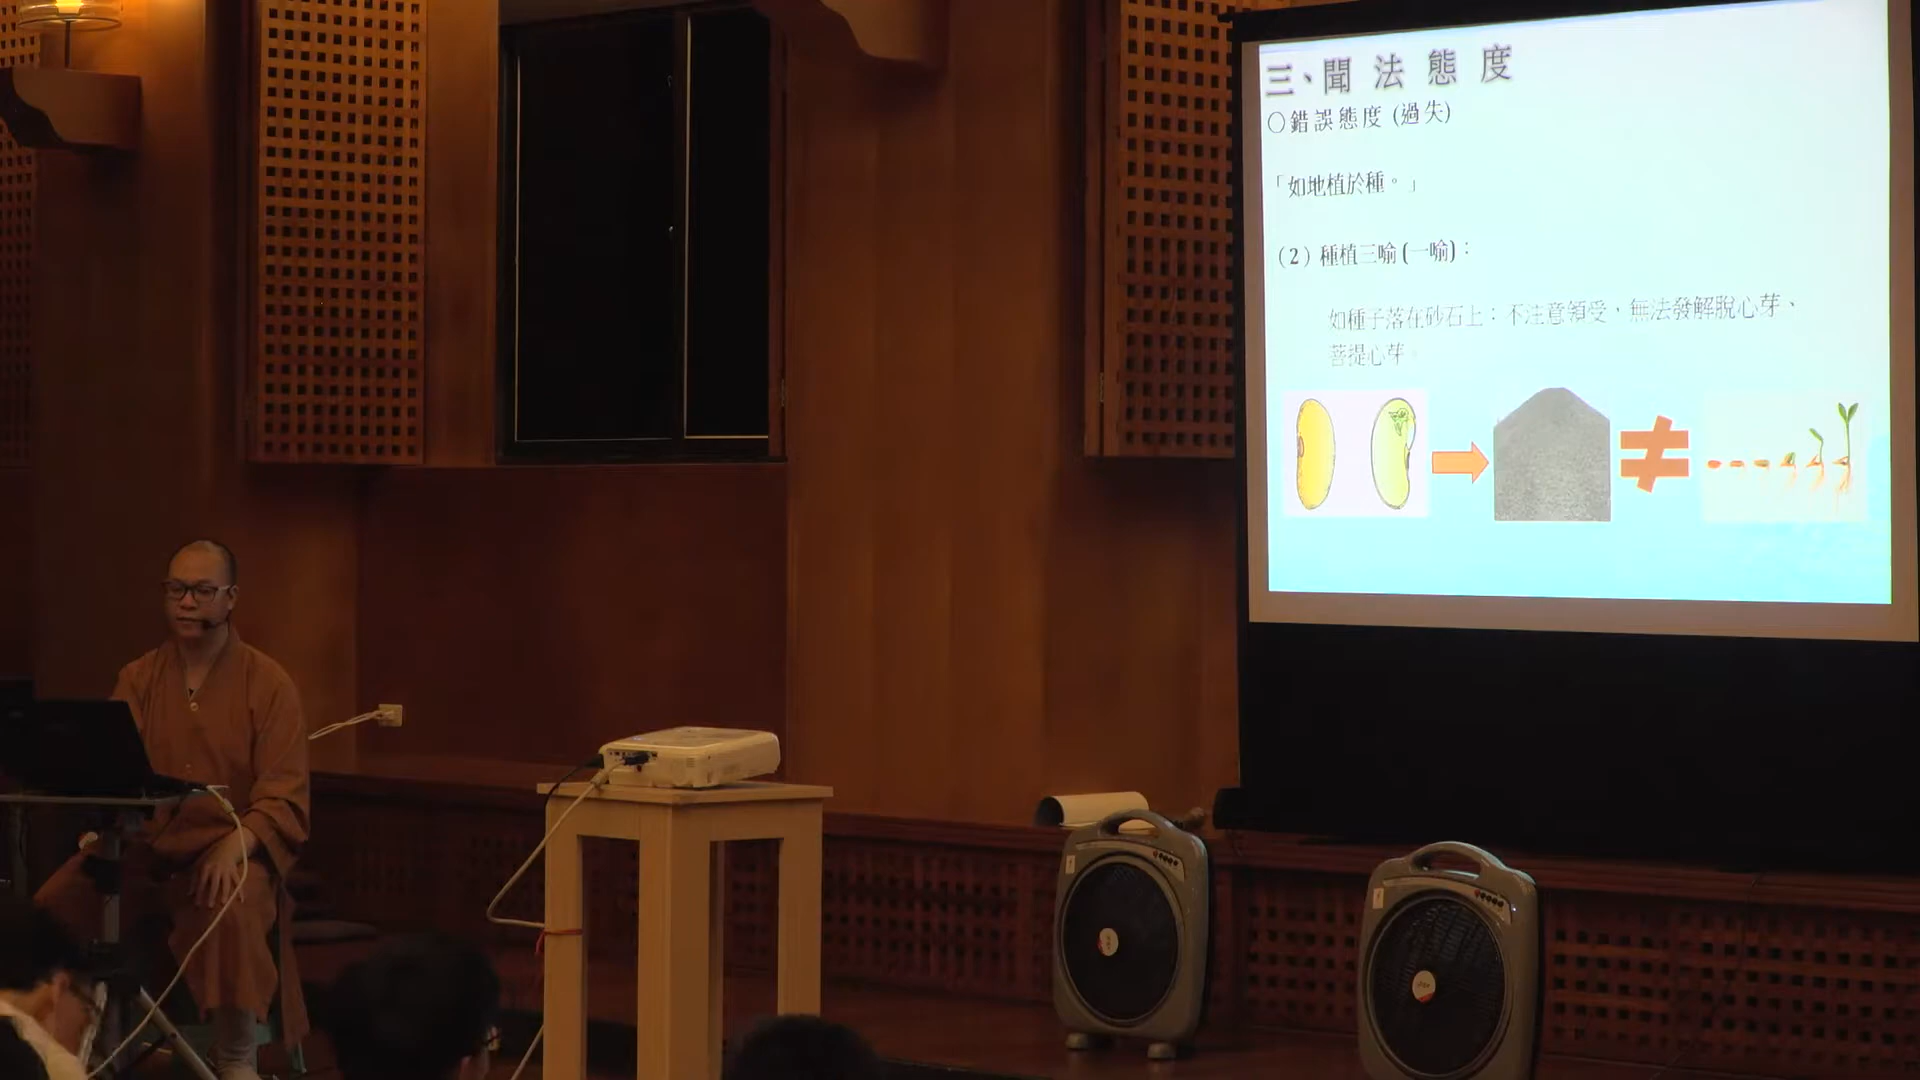 三、聞法態度
〇錯誤態度 (過失)
「如地植於種。」
（2）種植三喻 (一喻)：
如種子落在砂石上：不注意領受，無法發解脫心芽、
菩提心芽。